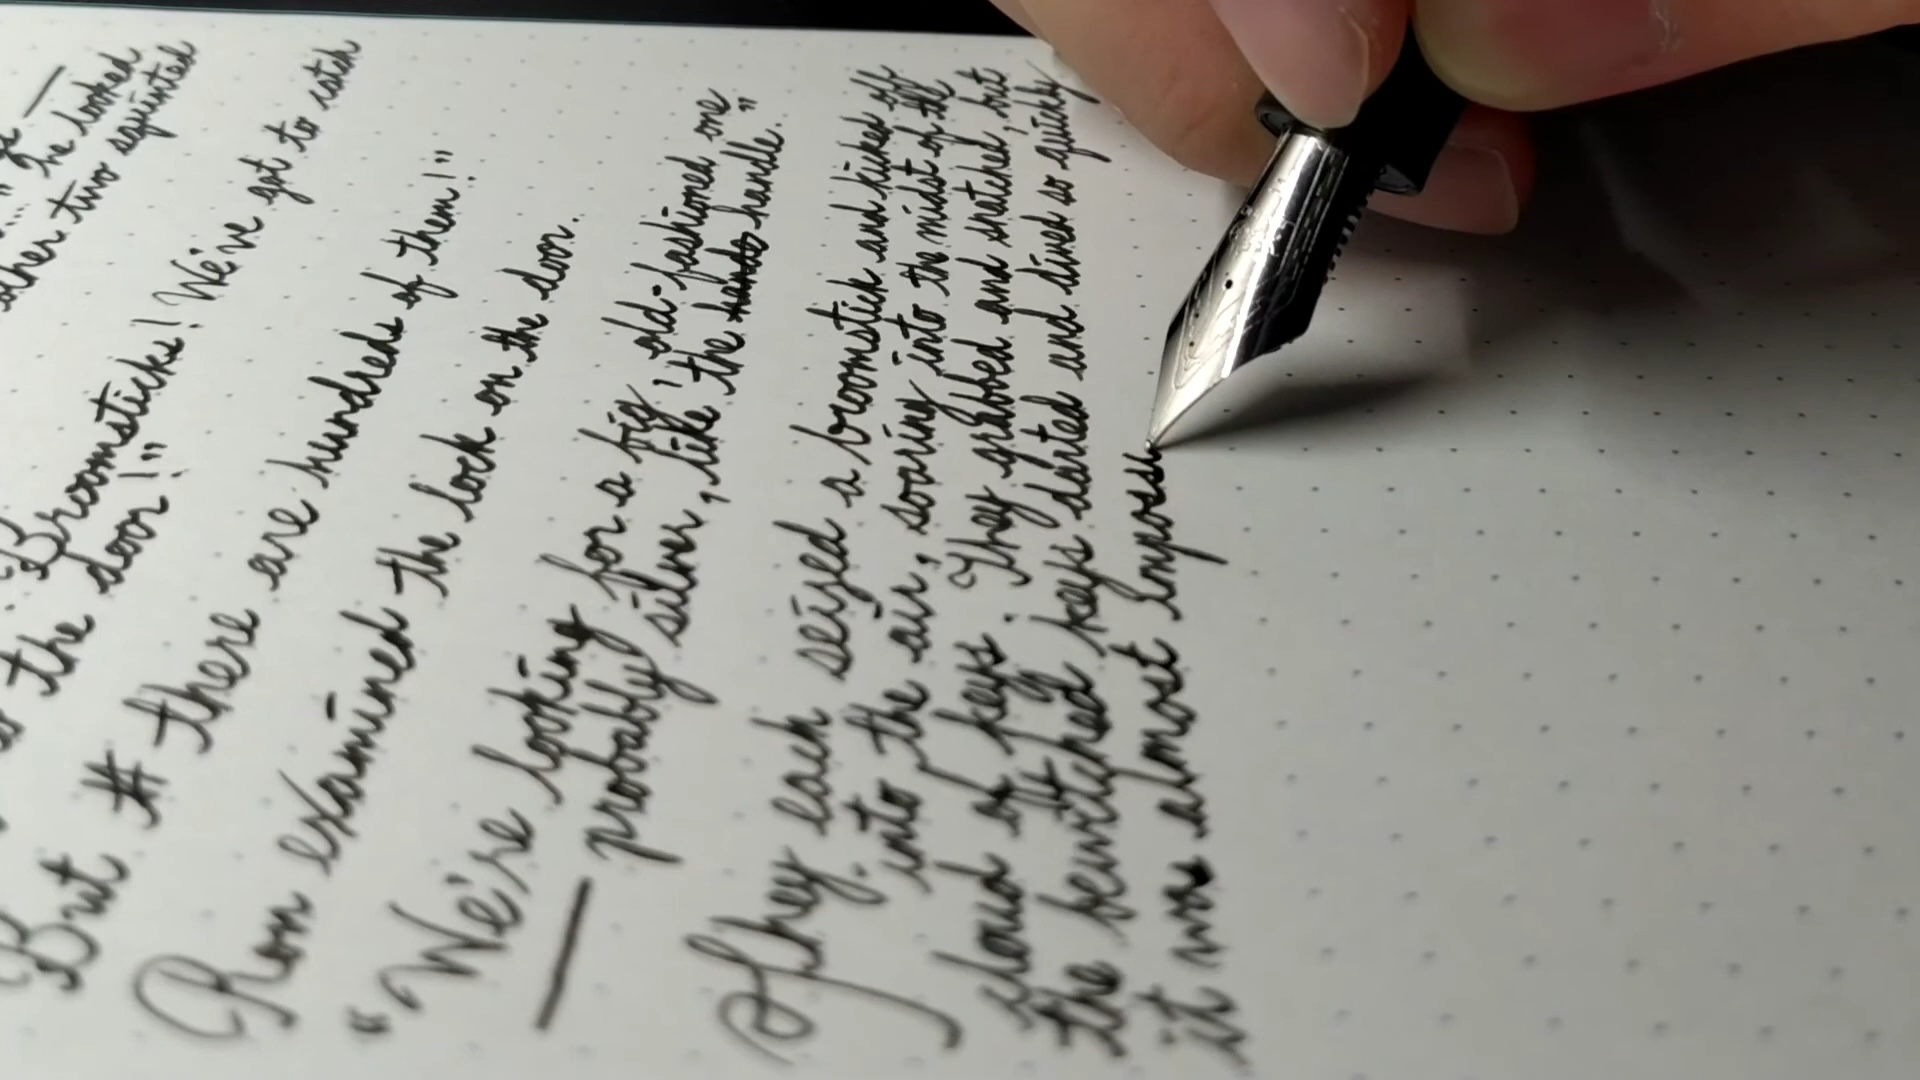 "
he looked
other two squinted
Broomsticks! We've got to catch
the door!"
But there are hundreds of them!"
Ron examined the lock on the door.
"We're looking for a big, old-fashioned one
— probably silver, like the hands handle."
They each seized a broomstick and kicked off
into the air, soaring into the midst of the
cloud of keys. They grabbed and snatched, but
the bewitched keys darted and dived so quickly
it was almost imposs